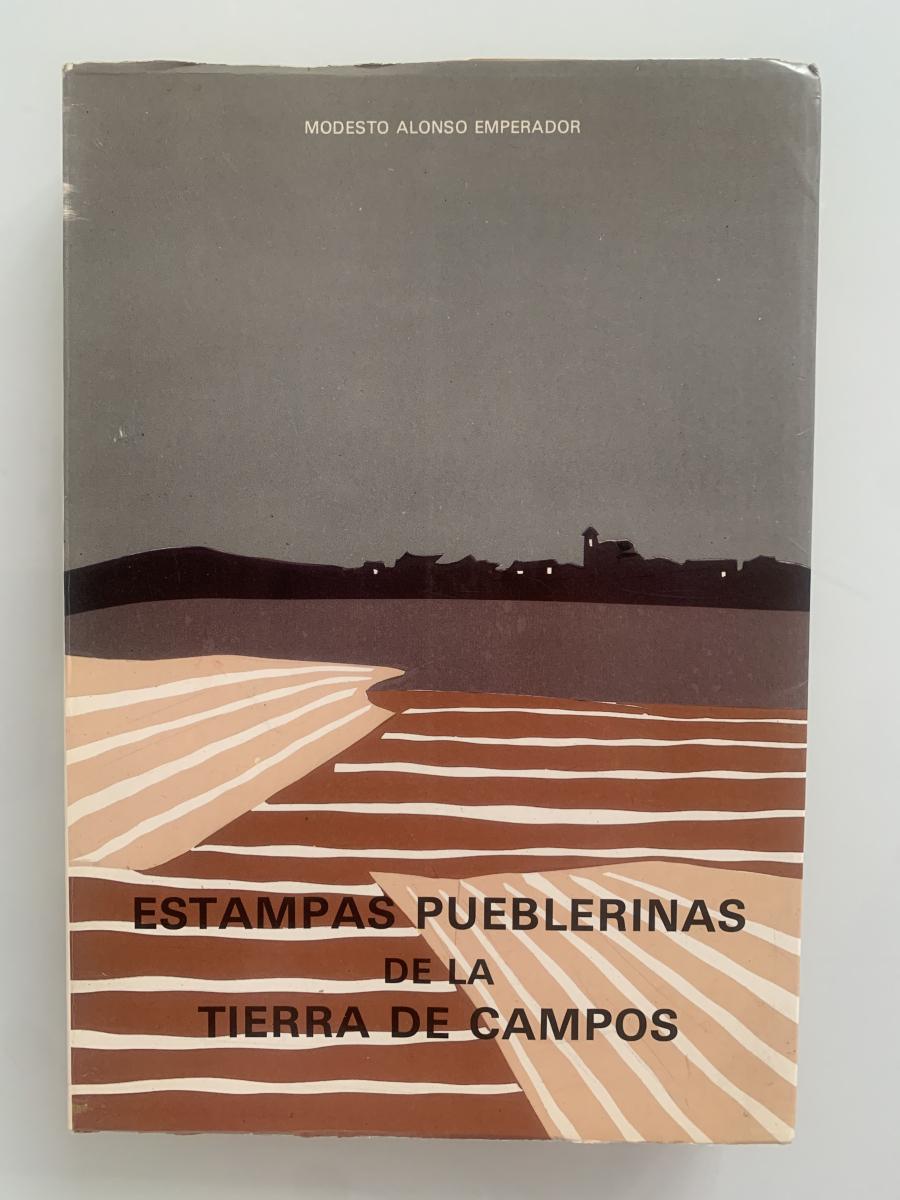 MODESTO ALONSO EMPERADOR
ESTAMPAS PUEBLERINAS
DE LA
TIERRA DE CAMPOS